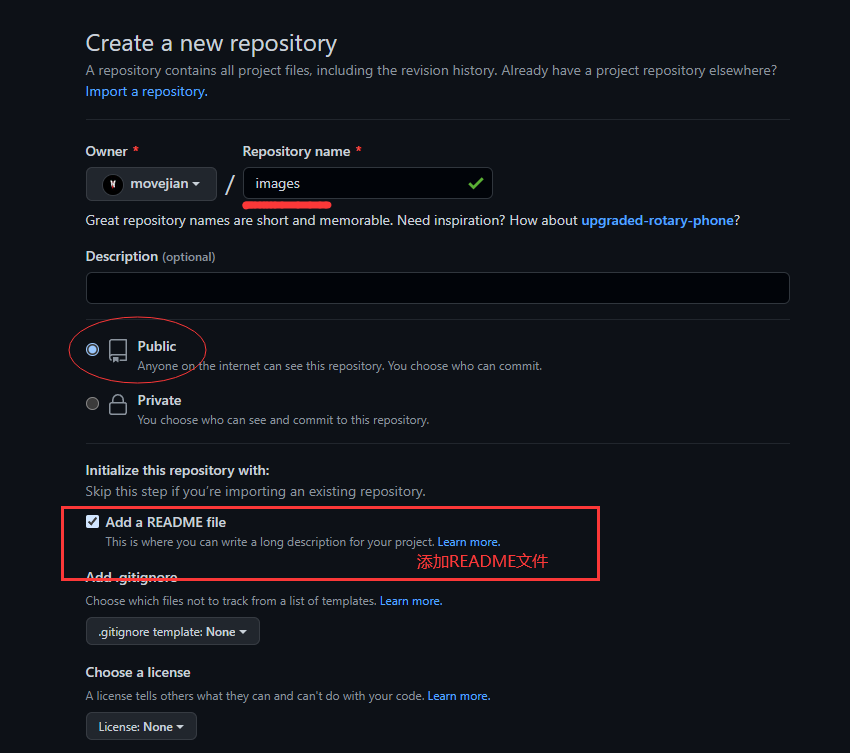 Create a new repository
A repository contains all project files, including the revision history. Already have a project repository elsewhere?
Import a repository.
Owner * Repository name *
movejian / images
Great repository names are short and memorable. Need inspiration? How about upgraded-rotary-phone?
Description (optional)
Public
Anyone on the internet can see this repository. You choose who can commit.
Private
You choose who can see and commit to this repository.
Initialize this repository with:
Skip this step if you're importing an existing repository.
Add a README file
This is where you can write a long description for your project. Learn more.
添加README文件
Add .gitignore
Choose which files not to track from a list of templates. Learn more.
.gitignore template: None
Choose a license
A license tells others what they can and can't do with your code. Learn more.
License: None